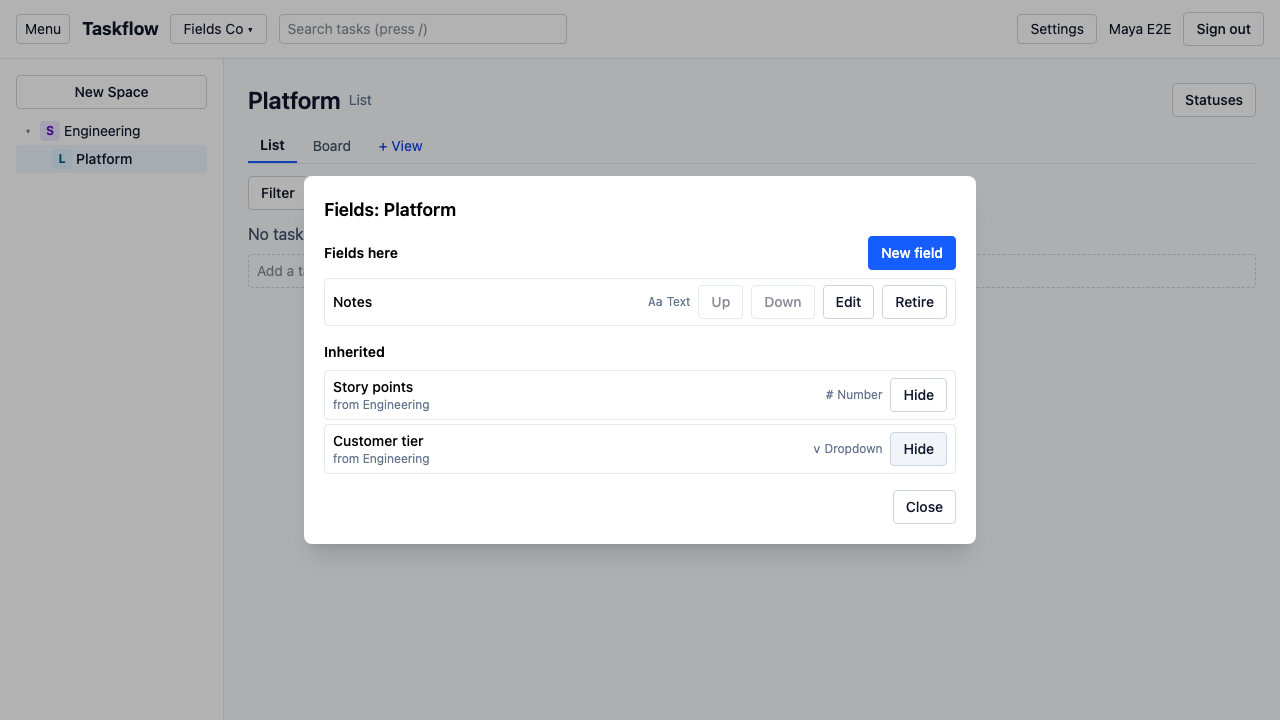 Menu Taskflow Fields Co ▾ Search tasks (press /) Settings Maya E2E Sign out
New Space
▾ S Engineering
L Platform
Platform List Statuses
List Board + View
Filter
No task
Add a t
Fields: Platform
Fields here New field
Notes Aa Text Up Down Edit Retire
Inherited
Story points # Number Hide
from Engineering
Customer tier v Dropdown Hide
from Engineering
Close